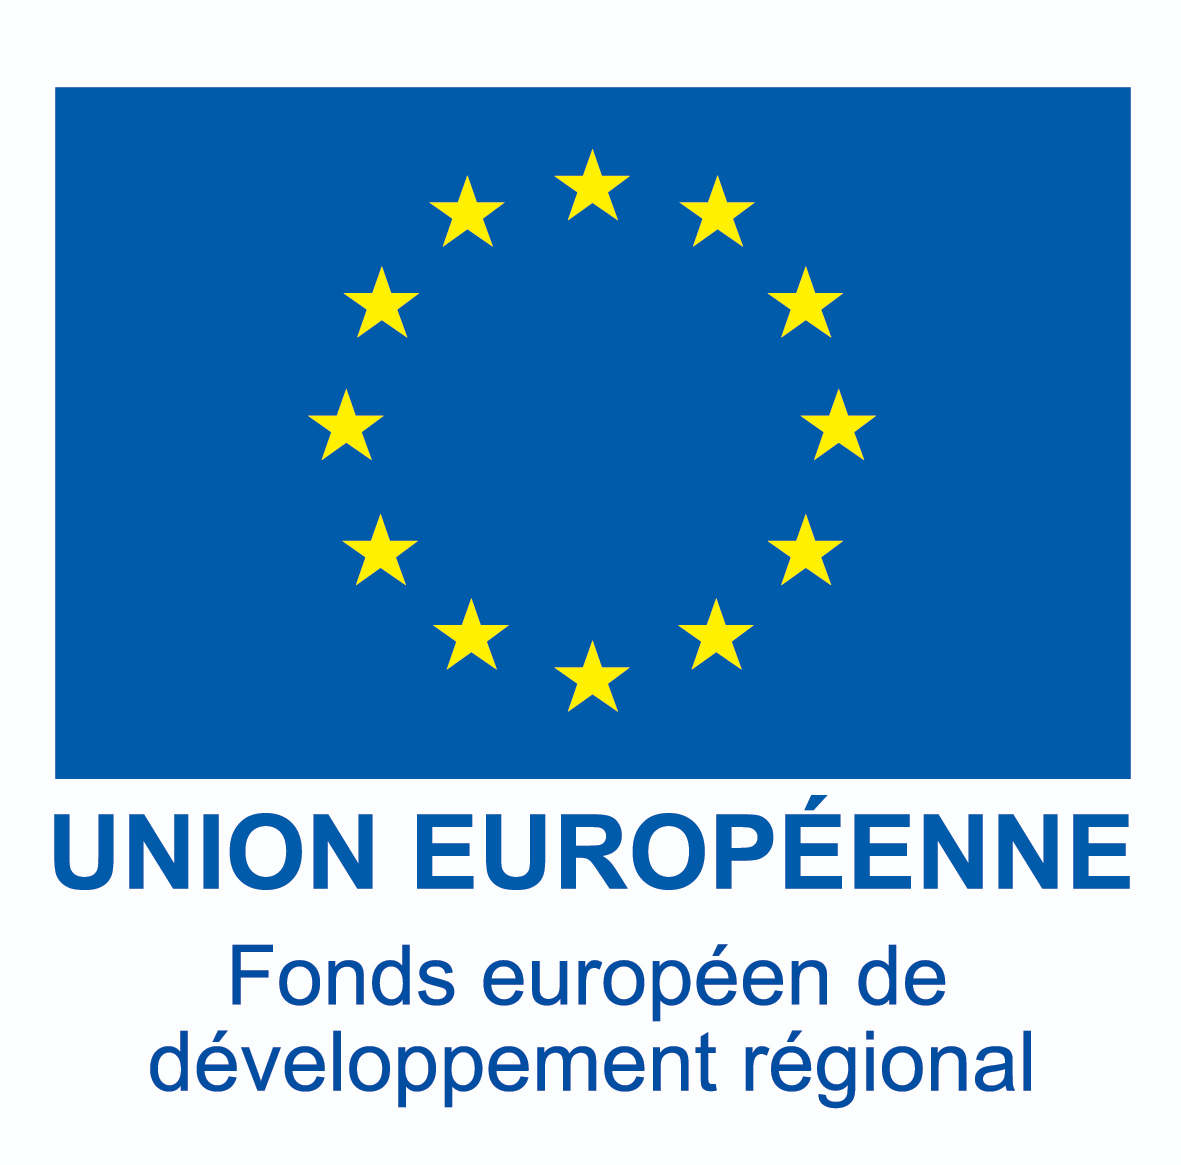 UNION EUROPÉENNE
Fonds européen de
développement régional